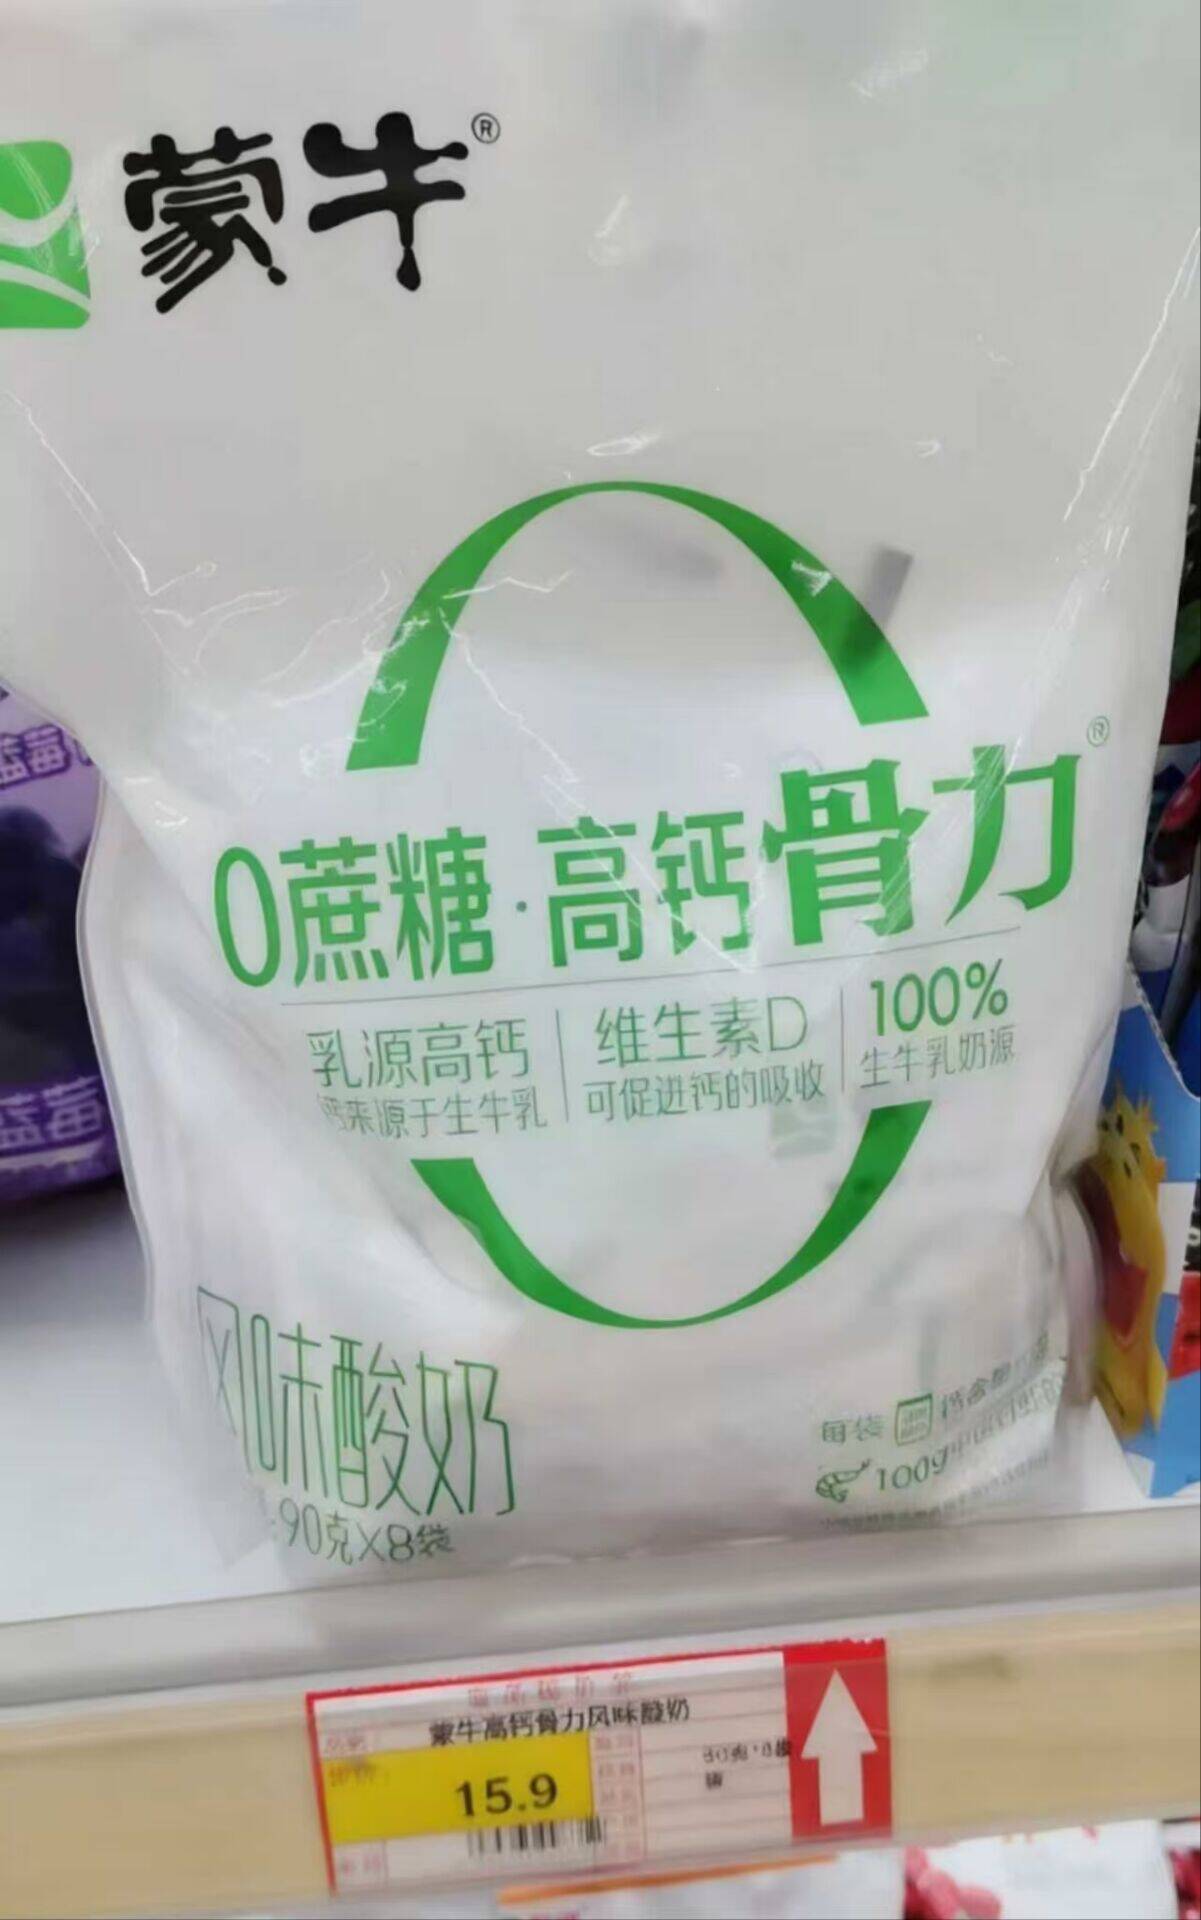 蒙牛®
0蔗糖·高钙骨力®
乳源高钙
钙来源于生牛乳
维生素D
可促进钙的吸收
100%
生牛乳奶源
风味酸奶
90克X8袋
每袋
100g
蒙牛高钙骨力风味酸奶
15.9